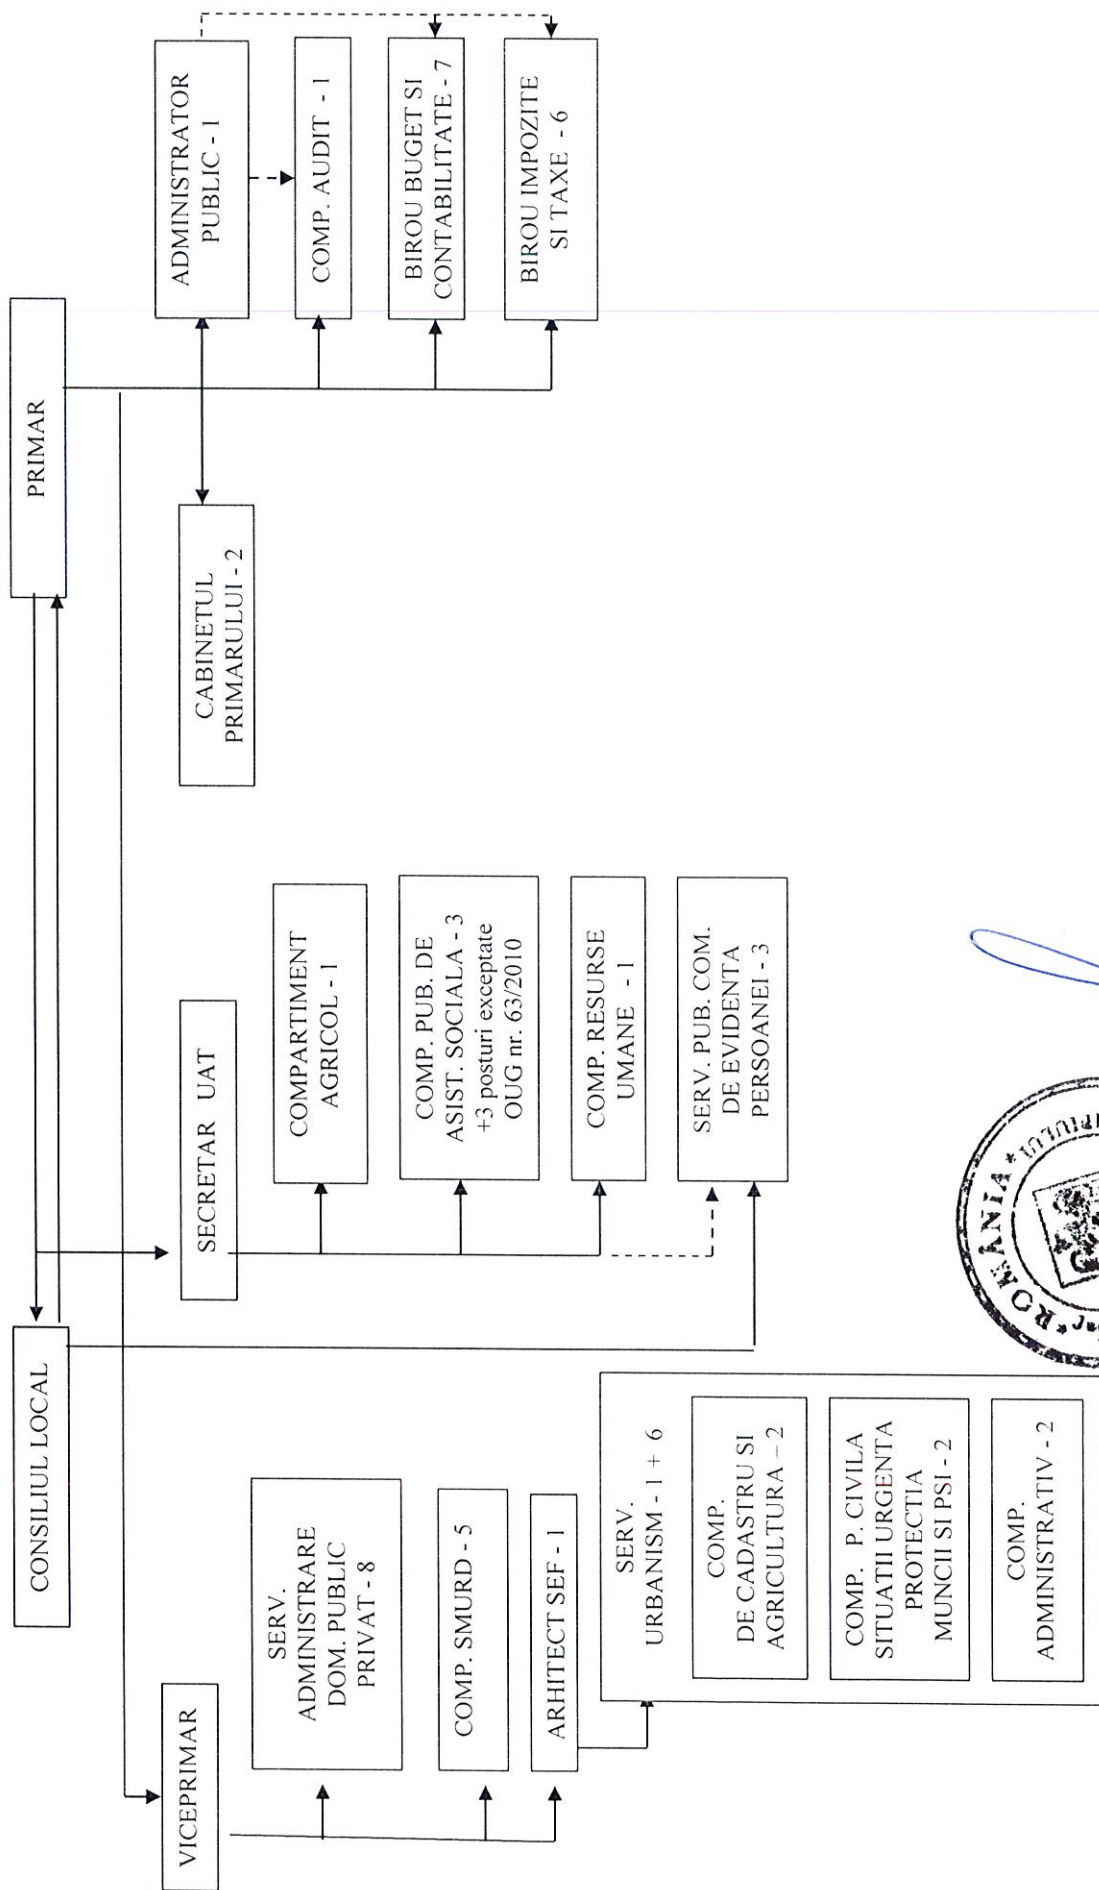 CONSILIUL LOCAL
PRIMAR
VICEPRIMAR
SERV.
ADMINISTRARE
DOM. PUBLIC
PRIVAT - 8
COMP. SMURD - 5
ARHITECT SEF - 1
SERV.
URBANISM - 1 + 6
COMP.
DE CADASTRU SI
AGRICULTURA - 2
COMP. P. CIVILA
SITUATII URGENTA
PROTECTIA
MUNCII SI PSI - 2
COMP.
ADMINISTRATIV - 2
SECRETAR UAT
COMPARTIMENT
AGRICOL - 1
COMP. PUB. DE
ASIST. SOCIALA - 3
+3 posturi exceptate
OUG nr. 63/2010
COMP. RESURSE
UMANE - 1
SERV. PUB. COM.
DE EVIDENTA
PERSOANEI - 3
CABINETUL
PRIMARULUI - 2
ADMINISTRATOR
PUBLIC - 1
COMP. AUDIT - 1
BIROU BUGET SI
CONTABILITATE - 7
BIROU IMPOZITE
SI TAXE - 6
*ROMÂNIA*